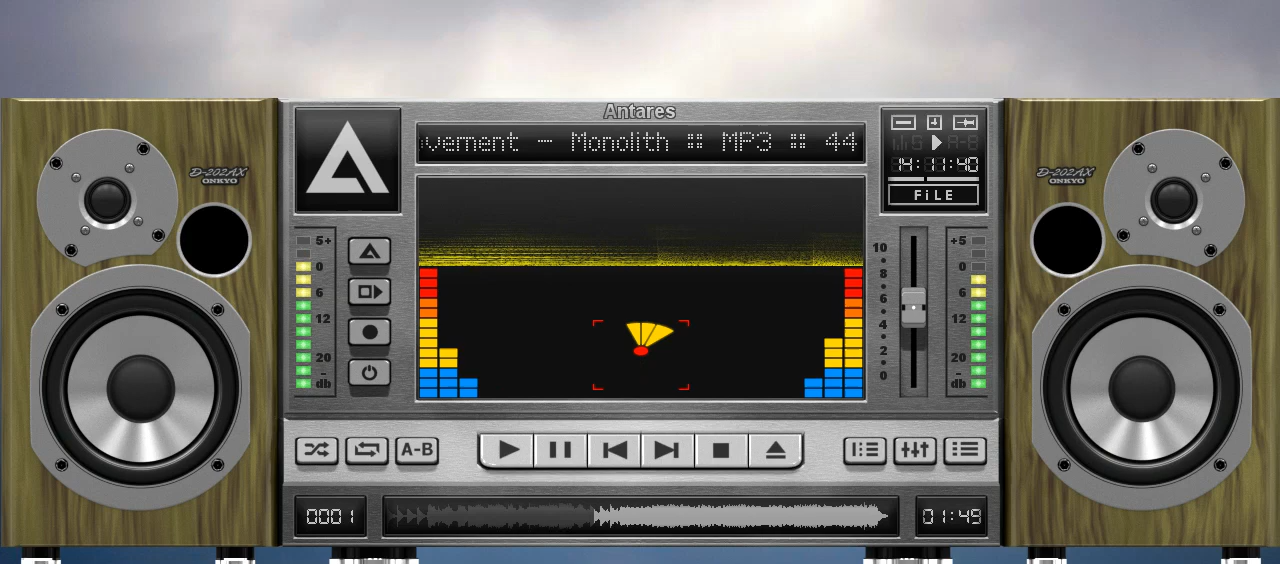 Antares
vement - Monolith :: MP3 :: 44
A-B
14:11:40
FiLE
D-202AX
ONKYO
D-202AX
ONKYO
5+
0
6
12
20
-
db
10
8
6
4
2
0
+5
0
6
12
20
-
db
A-B
0001
01:49